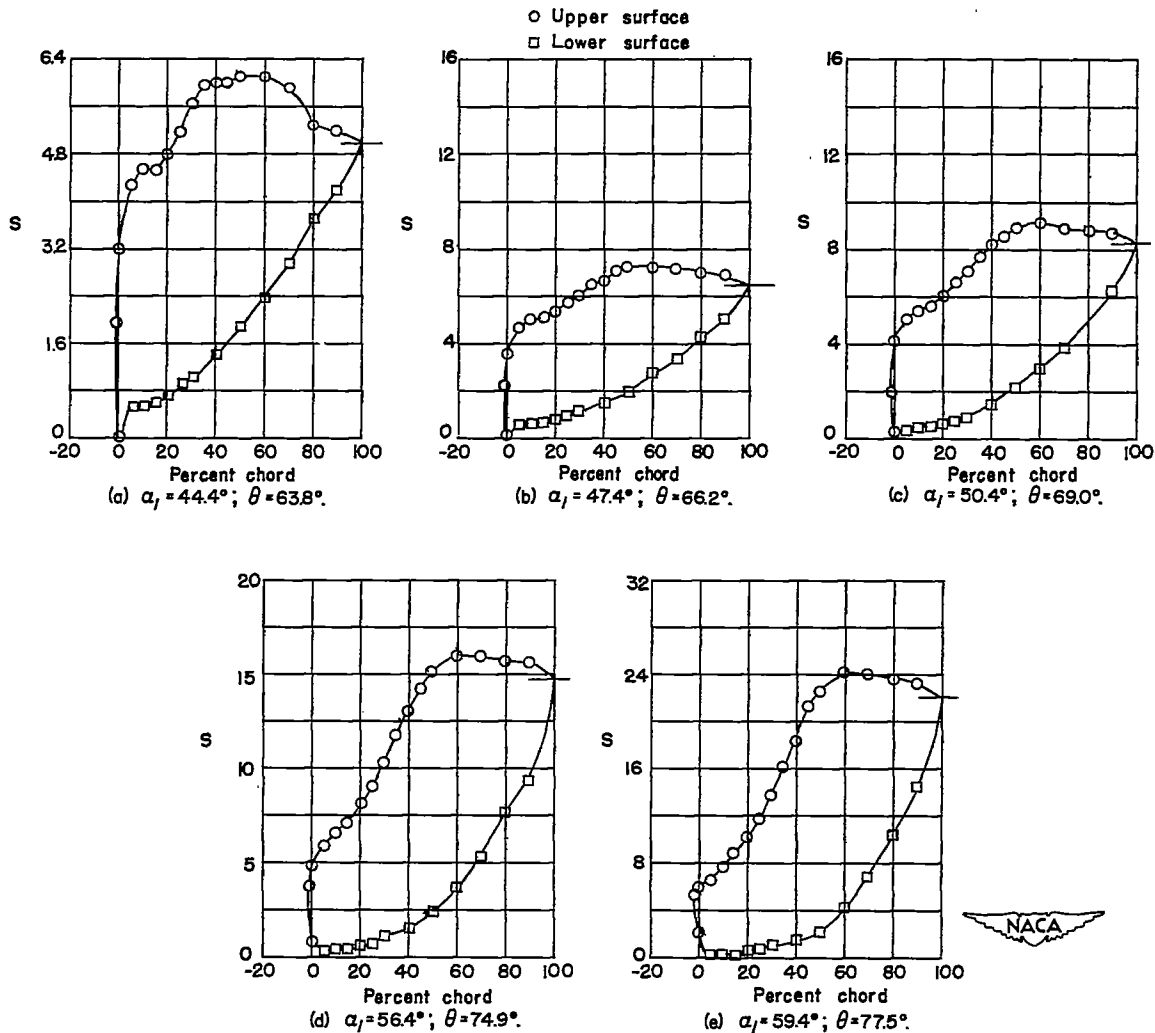 ○ Upper surface
□ Lower surface
6.4
4.8
3.2
1.6
0
S
-20 0 20 40 60 80 100
Percent chord
(a) α₁=44.4°; θ=63.8°.
16
12
8
4
0
S
-20 0 20 40 60 80 100
Percent chord
(b) α₁=47.4°; θ=66.2°.
16
12
8
4
0
S
-20 0 20 40 60 80 100
Percent chord
(c) α₁=50.4°; θ=69.0°.
20
15
10
5
0
S
-20 0 20 40 60 80 100
Percent chord
(d) α₁=56.4°; θ=74.9°.
32
24
16
8
0
S
-20 0 20 40 60 80 100
Percent chord
(e) α₁=59.4°; θ=77.5°.
NACA